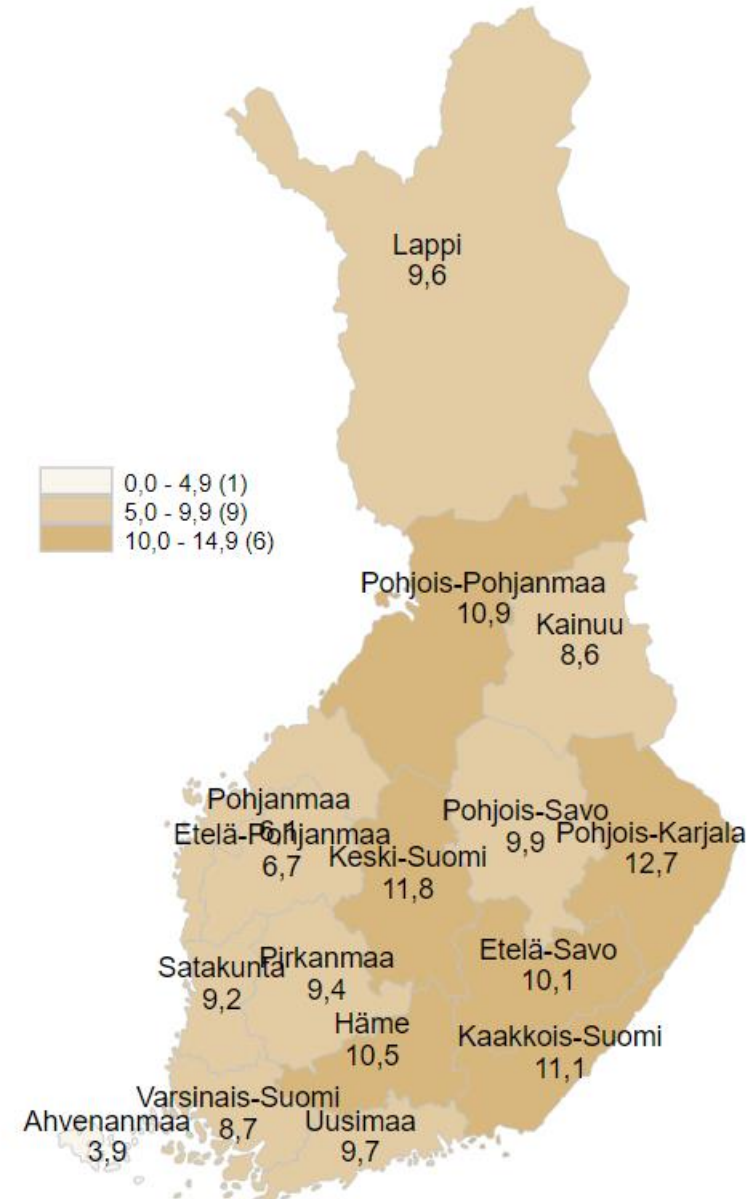 Lappi
9,6
0,0 - 4,9 (1)
5,0 - 9,9 (9)
10,0 - 14,9 (6)
Pohjois-Pohjanmaa
10,9
Kainuu
8,6
Pohjanmaa
6,1
Etelä-Pohjanmaa
6,7
Pohjois-Savo
9,9
Pohjois-Karjala
12,7
Keski-Suomi
11,8
Satakunta
9,2
Pirkanmaa
9,4
Etelä-Savo
10,1
Häme
10,5
Kaakkois-Suomi
11,1
Varsinais-Suomi
8,7
Ahvenanmaa
3,9
Uusimaa
9,7